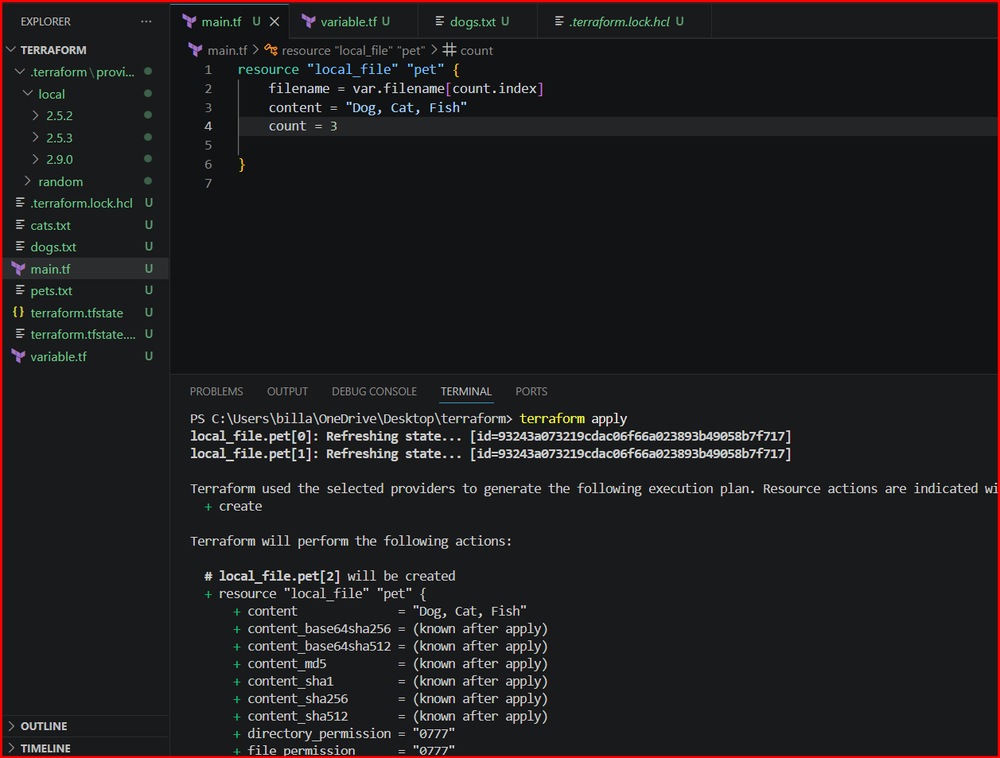 EXPLORER
···
TERRAFORM
.terraform\provi...
local
2.5.2
2.5.3
2.9.0
random
.terraform.lock.hcl U
cats.txt U
dogs.txt U
main.tf U
pets.txt U
{} terraform.tfstate U
terraform.tfstate.... U
variable.tf U
OUTLINE
TIMELINE
main.tf U
variable.tf U
dogs.txt U
.terraform.lock.hcl U
main.tf > resource "local_file" "pet" > count
1 resource "local_file" "pet" {
2 filename = var.filename[count.index]
3 content = "Dog, Cat, Fish"
4 count = 3
5
6 }
7
PROBLEMS OUTPUT DEBUG CONSOLE TERMINAL PORTS
PS C:\Users\billa\OneDrive\Desktop\terraform> terraform apply
local_file.pet[0]: Refreshing state... [id=93243a073219cdac06f66a023893b49058b7f717]
local_file.pet[1]: Refreshing state... [id=93243a073219cdac06f66a023893b49058b7f717]
Terraform used the selected providers to generate the following execution plan. Resource actions are indicated wi
+ create
Terraform will perform the following actions:
# local_file.pet[2] will be created
+ resource "local_file" "pet" {
+ content = "Dog, Cat, Fish"
+ content_base64sha256 = (known after apply)
+ content_base64sha512 = (known after apply)
+ content_md5 = (known after apply)
+ content_sha1 = (known after apply)
+ content_sha256 = (known after apply)
+ content_sha512 = (known after apply)
+ directory_permission = "0777"
+ file_permission = "0777"